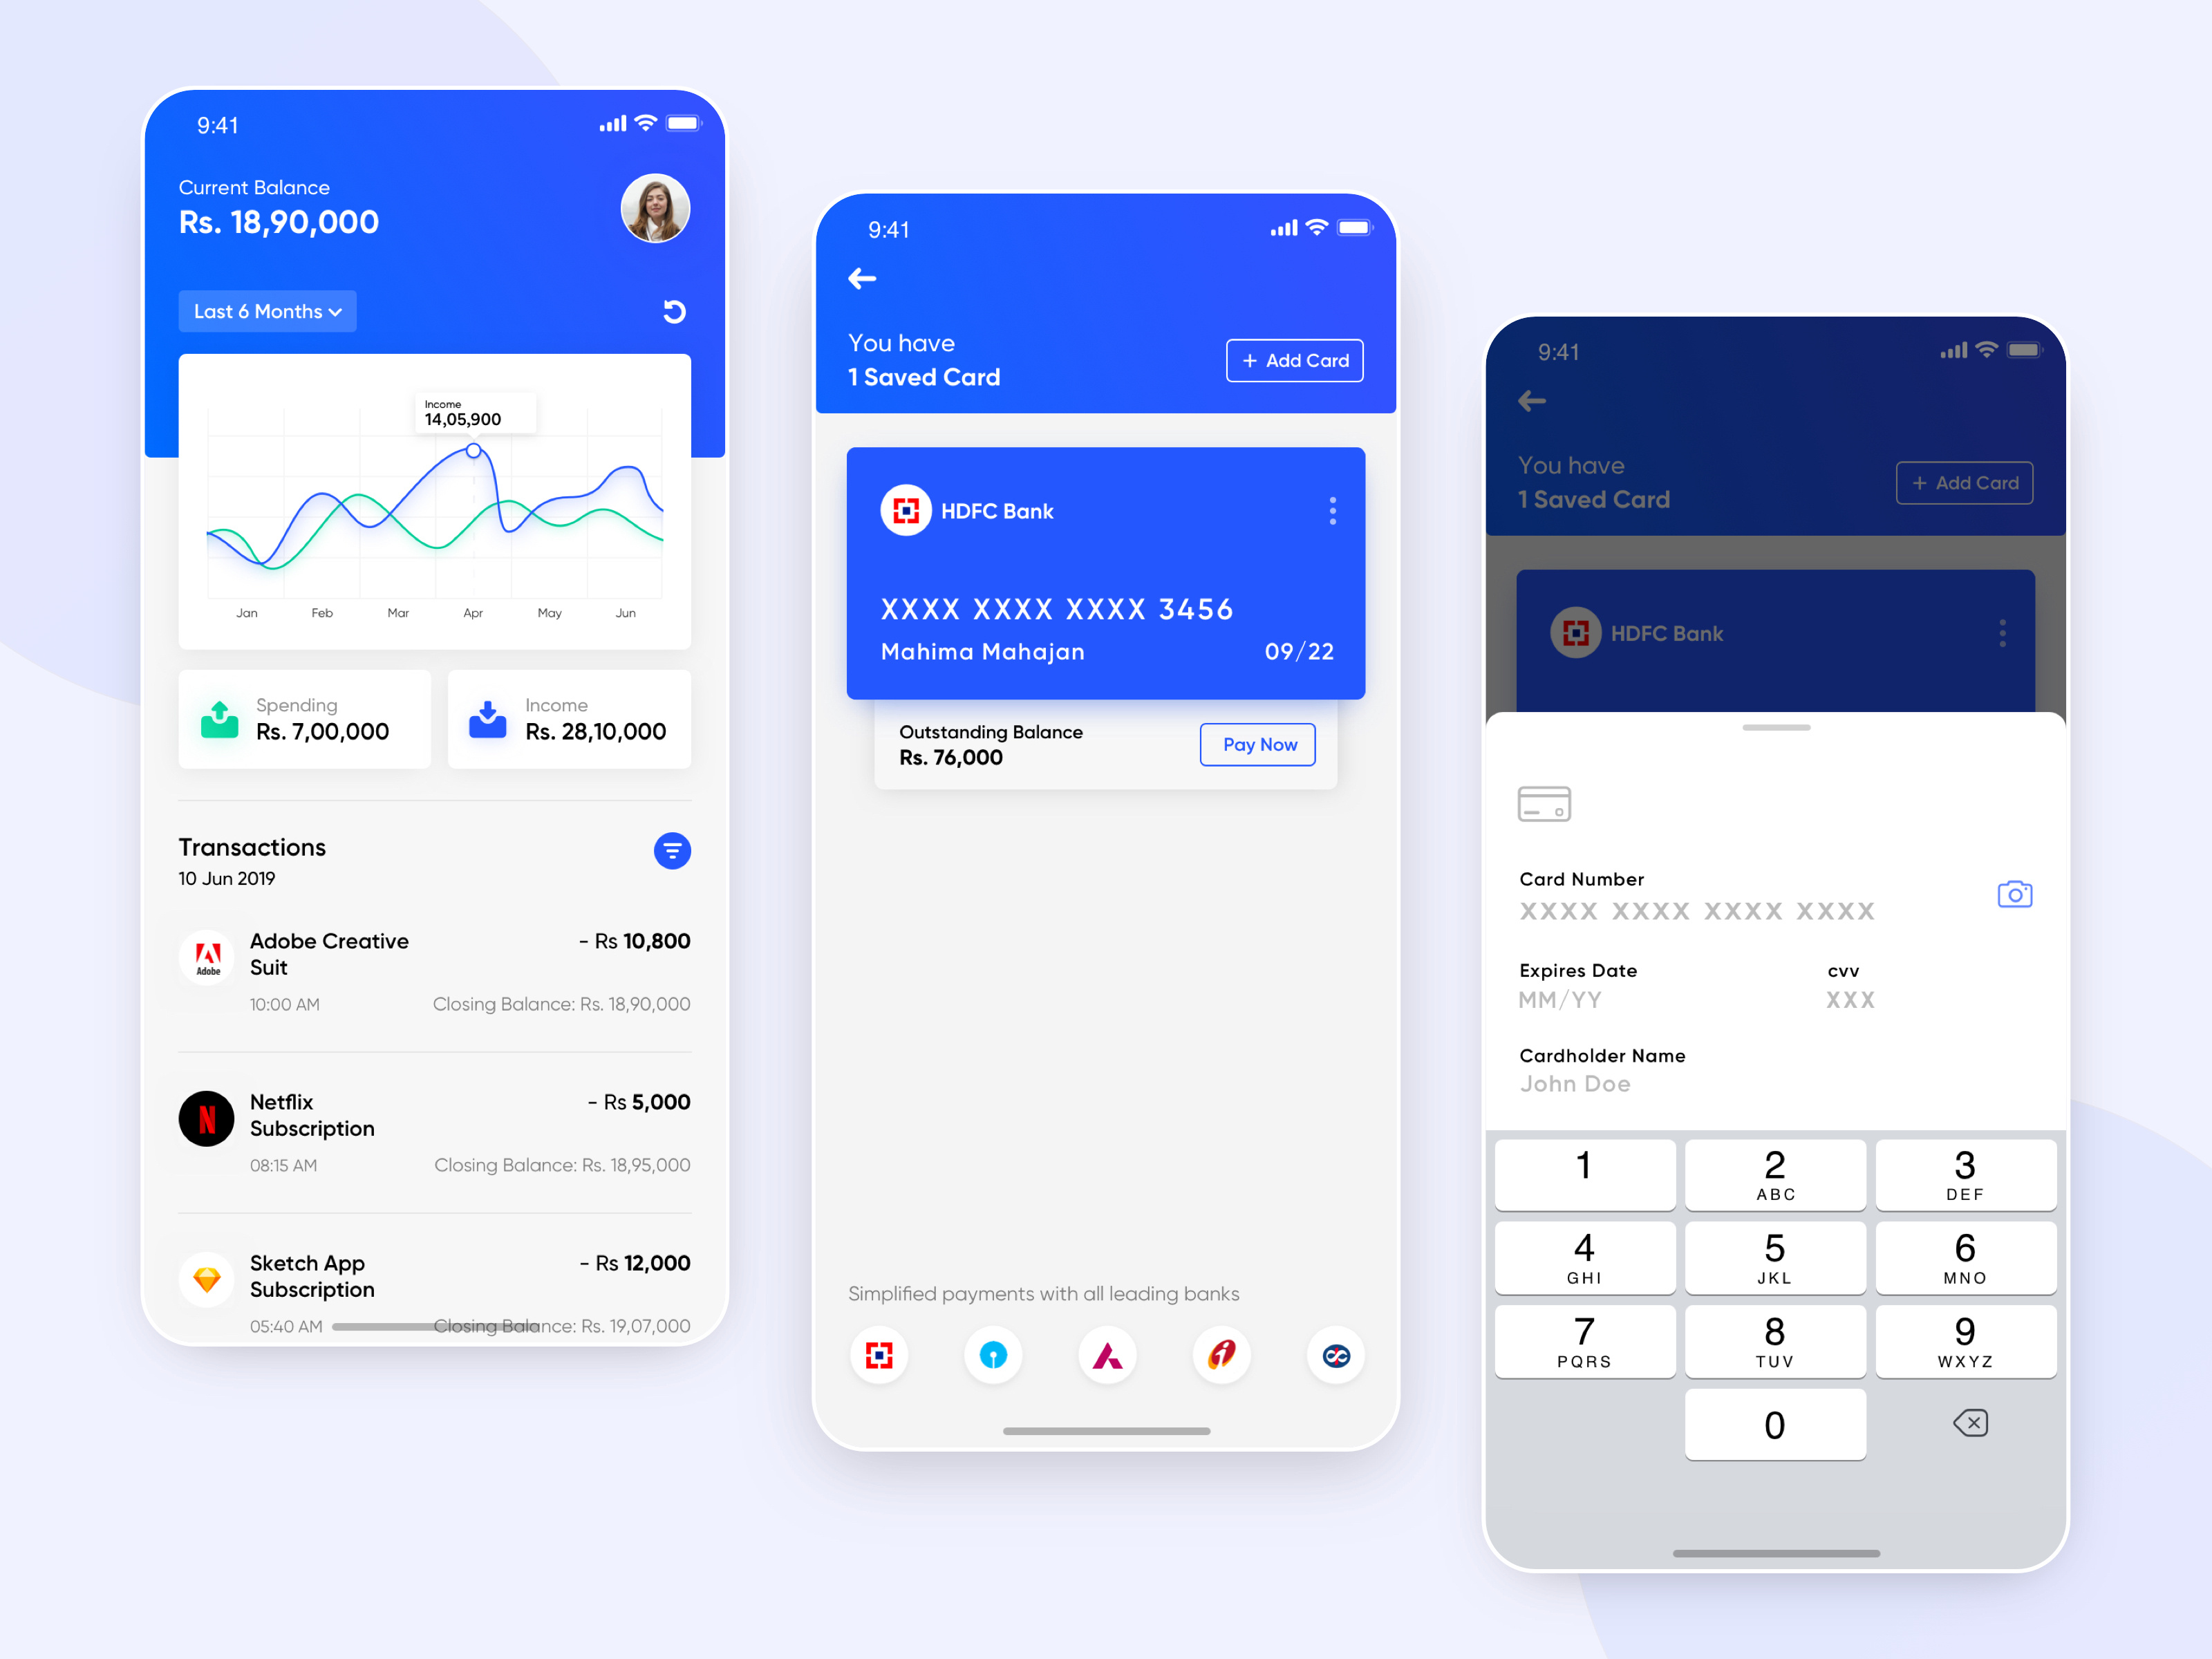 9:41
Current Balance
Rs. 18,90,000
Last 6 Months
Income
14,05,900
Jan Feb Mar Apr May Jun
Spending
Rs. 7,00,000
Income
Rs. 28,10,000
Transactions
10 Jun 2019
Adobe
Adobe Creative
Suit
- Rs 10,800
10:00 AM
Closing Balance: Rs. 18,90,000
N
Netflix
Subscription
- Rs 5,000
08:15 AM
Closing Balance: Rs. 18,95,000
Sketch App
Subscription
- Rs 12,000
05:40 AM
Closing Balance: Rs. 19,07,000
9:41
You have
1 Saved Card
+ Add Card
HDFC Bank
XXXX XXXX XXXX 3456
Mahima Mahajan 09/22
Outstanding Balance
Rs. 76,000
Pay Now
Simplified payments with all leading banks
9:41
You have
1 Saved Card
+ Add Card
HDFC Bank
Card Number
XXXX XXXX XXXX XXXX
Expires Date cvv
MM/YY XXX
Cardholder Name
John Doe
1 2 3
ABC DEF
4 5 6
GHI JKL MNO
7 8 9
PQRS TUV WXYZ
0